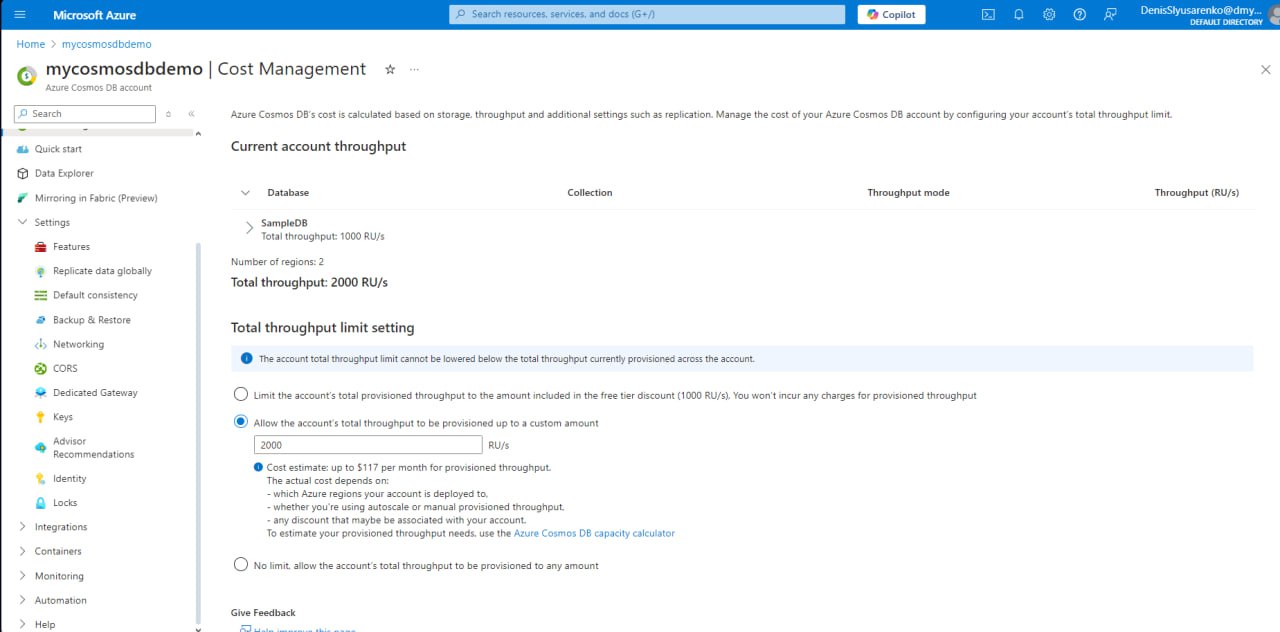 Microsoft Azure
Search resources, services, and docs (G+/)
Copilot
DenisSlyusarenko@dmy...
DEFAULT DIRECTORY
Home > mycosmosdbdemo
mycosmosdbdemo | Cost Management
Azure Cosmos DB account
Search
Quick start
Data Explorer
Mirroring in Fabric (Preview)
Settings
Features
Replicate data globally
Default consistency
Backup & Restore
Networking
CORS
Dedicated Gateway
Keys
Advisor
Recommendations
Identity
Locks
Integrations
Containers
Monitoring
Automation
Help
Azure Cosmos DB's cost is calculated based on storage, throughput and additional settings such as replication. Manage the cost of your Azure Cosmos DB account by configuring your account's total throughput limit.
Current account throughput
Database Collection Throughput mode Throughput (RU/s)
SampleDB
Total throughput: 1000 RU/s
Number of regions: 2
Total throughput: 2000 RU/s
Total throughput limit setting
The account total throughput limit cannot be lowered below the total throughput currently provisioned across the account.
Limit the account's total provisioned throughput to the amount included in the free tier discount (1000 RU/s). You won't incur any charges for provisioned throughput
Allow the account's total throughput to be provisioned up to a custom amount
2000 RU/s
Cost estimate: up to $117 per month for provisioned throughput.
The actual cost depends on:
- which Azure regions your account is deployed to,
- whether you're using autoscale or manual provisioned throughput,
- any discount that maybe be associated with your account.
To estimate your provisioned throughput needs, use the Azure Cosmos DB capacity calculator
No limit, allow the account's total throughput to be provisioned to any amount
Give Feedback
Help improve this page